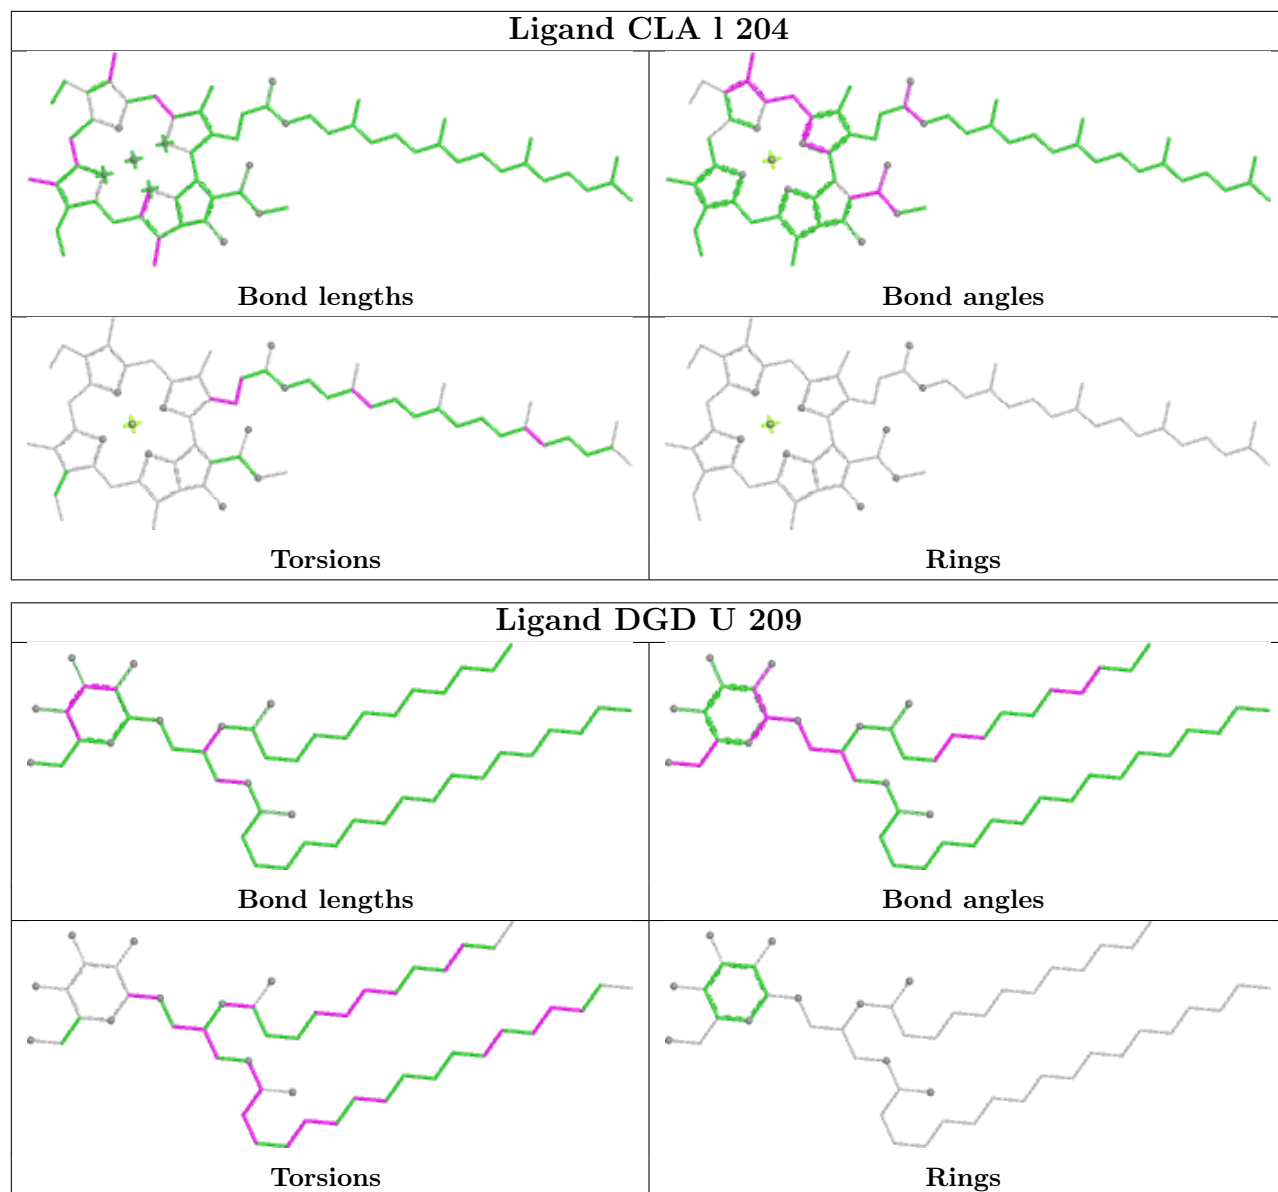 Ligand CLA l 204
Bond lengths
Bond angles
Torsions
Rings
Ligand DGD U 209
Bond lengths
Bond angles
Torsions
Rings